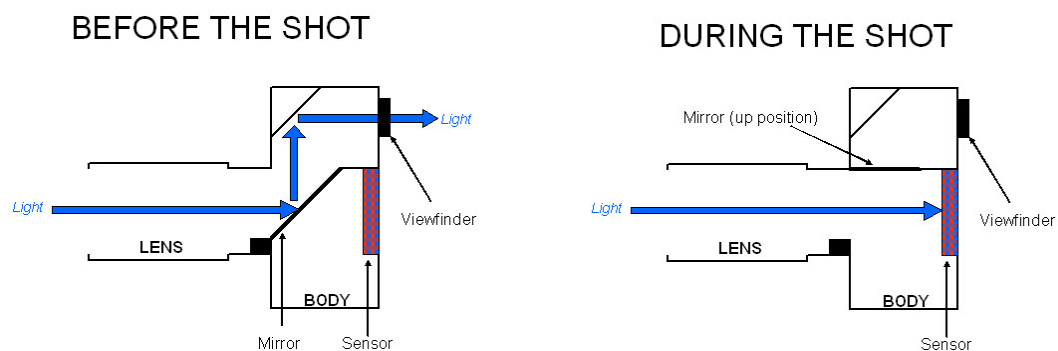 BEFORE THE SHOT
Light
Light
Viewfinder
LENS
BODY
Mirror
Sensor
DURING THE SHOT
Mirror (up position)
Light
Viewfinder
LENS
BODY
Sensor